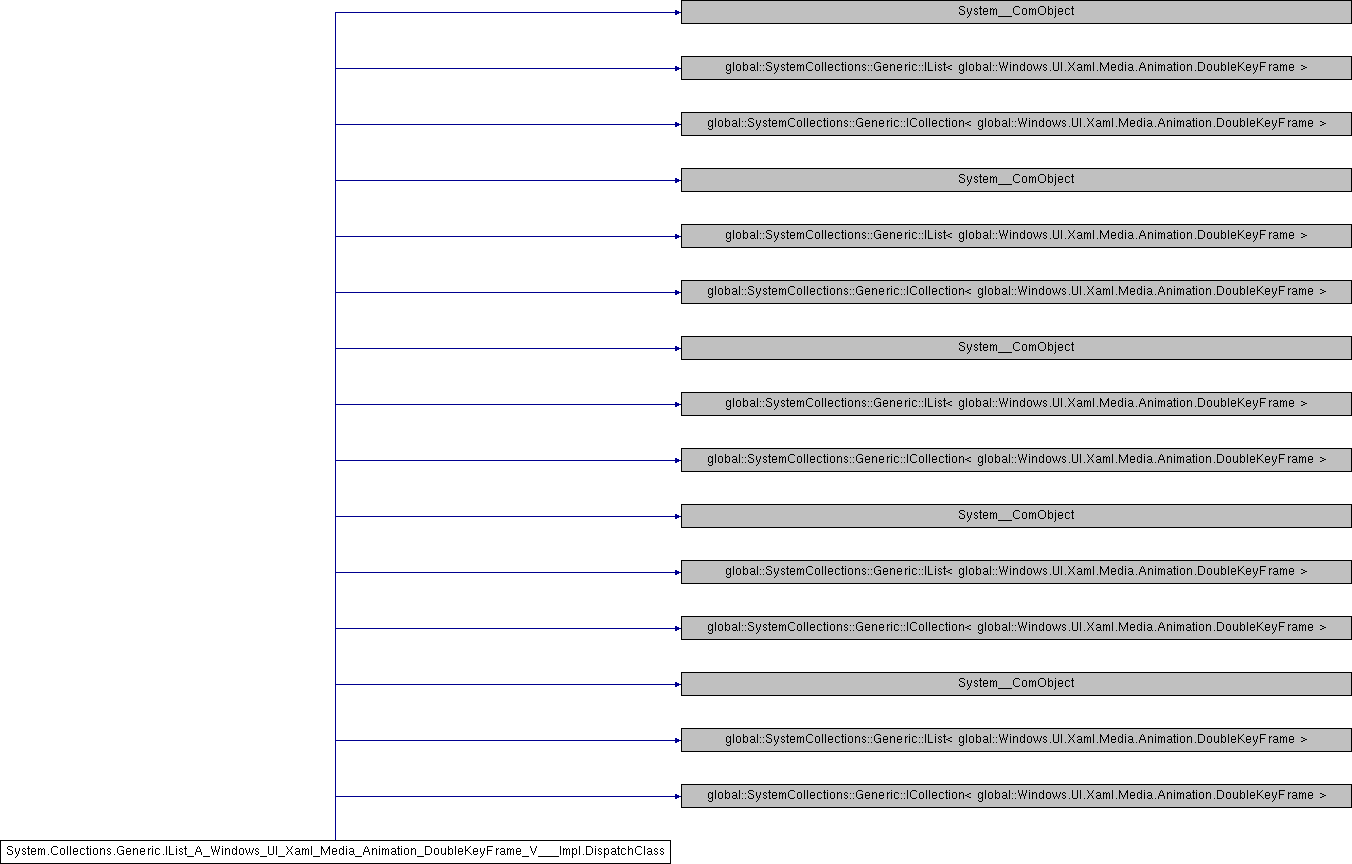 System__ComObject
global::SystemCollections::Generic::IList< global::Windows.UI.Xaml.Media.Animation.DoubleKeyFrame >
global::SystemCollections::Generic::ICollection< global::Windows.UI.Xaml.Media.Animation.DoubleKeyFrame >
System__ComObject
global::SystemCollections::Generic::IList< global::Windows.UI.Xaml.Media.Animation.DoubleKeyFrame >
global::SystemCollections::Generic::ICollection< global::Windows.UI.Xaml.Media.Animation.DoubleKeyFrame >
System__ComObject
global::SystemCollections::Generic::IList< global::Windows.UI.Xaml.Media.Animation.DoubleKeyFrame >
global::SystemCollections::Generic::ICollection< global::Windows.UI.Xaml.Media.Animation.DoubleKeyFrame >
System__ComObject
global::SystemCollections::Generic::IList< global::Windows.UI.Xaml.Media.Animation.DoubleKeyFrame >
global::SystemCollections::Generic::ICollection< global::Windows.UI.Xaml.Media.Animation.DoubleKeyFrame >
System__ComObject
global::SystemCollections::Generic::IList< global::Windows.UI.Xaml.Media.Animation.DoubleKeyFrame >
global::SystemCollections::Generic::ICollection< global::Windows.UI.Xaml.Media.Animation.DoubleKeyFrame >
System.Collections.Generic.IList_A_Windows_UI_Xaml_Media_Animation_DoubleKeyFrame_V___Impl.DispatchClass